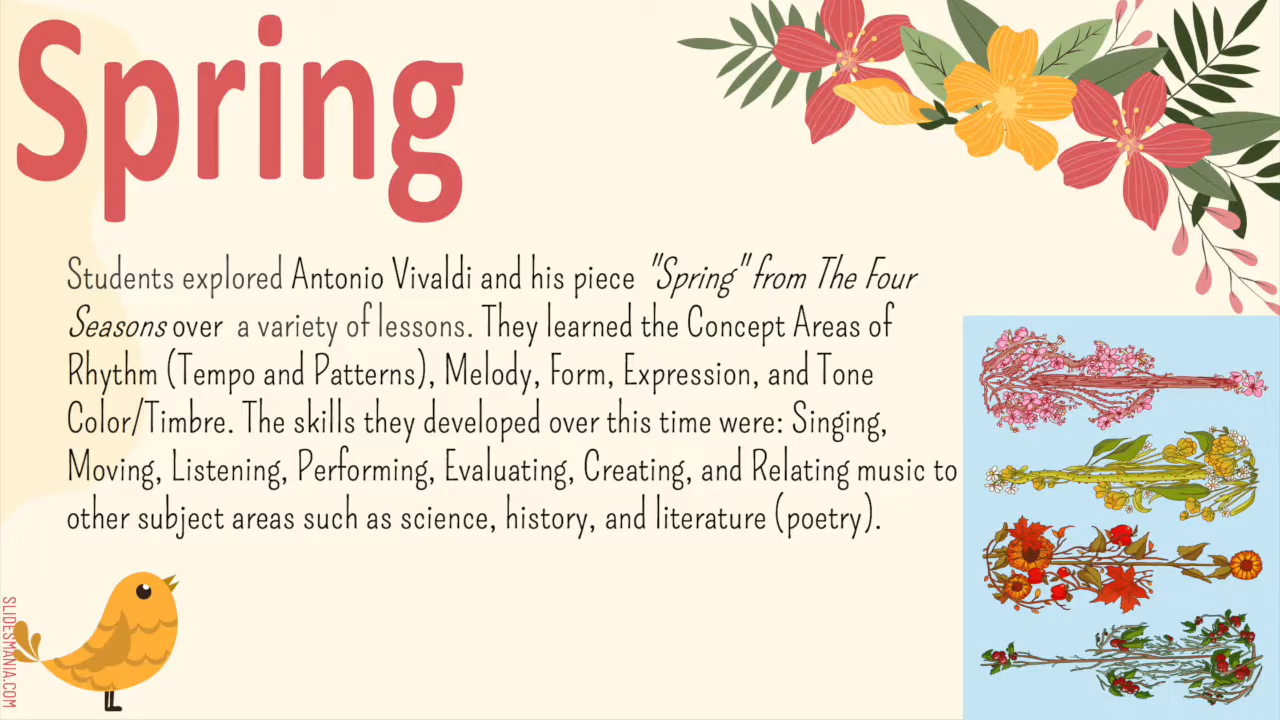 Spring
Students explored Antonio Vivaldi and his piece "Spring" from The Four
Seasons over a variety of lessons. They learned the Concept Areas of
Rhythm (Tempo and Patterns), Melody, Form, Expression, and Tone
Color/Timbre. The skills they developed over this time were: Singing,
Moving, Listening, Performing, Evaluating, Creating, and Relating music to
other subject areas such as science, history, and literature (poetry).
SLIDESMANIA.COM